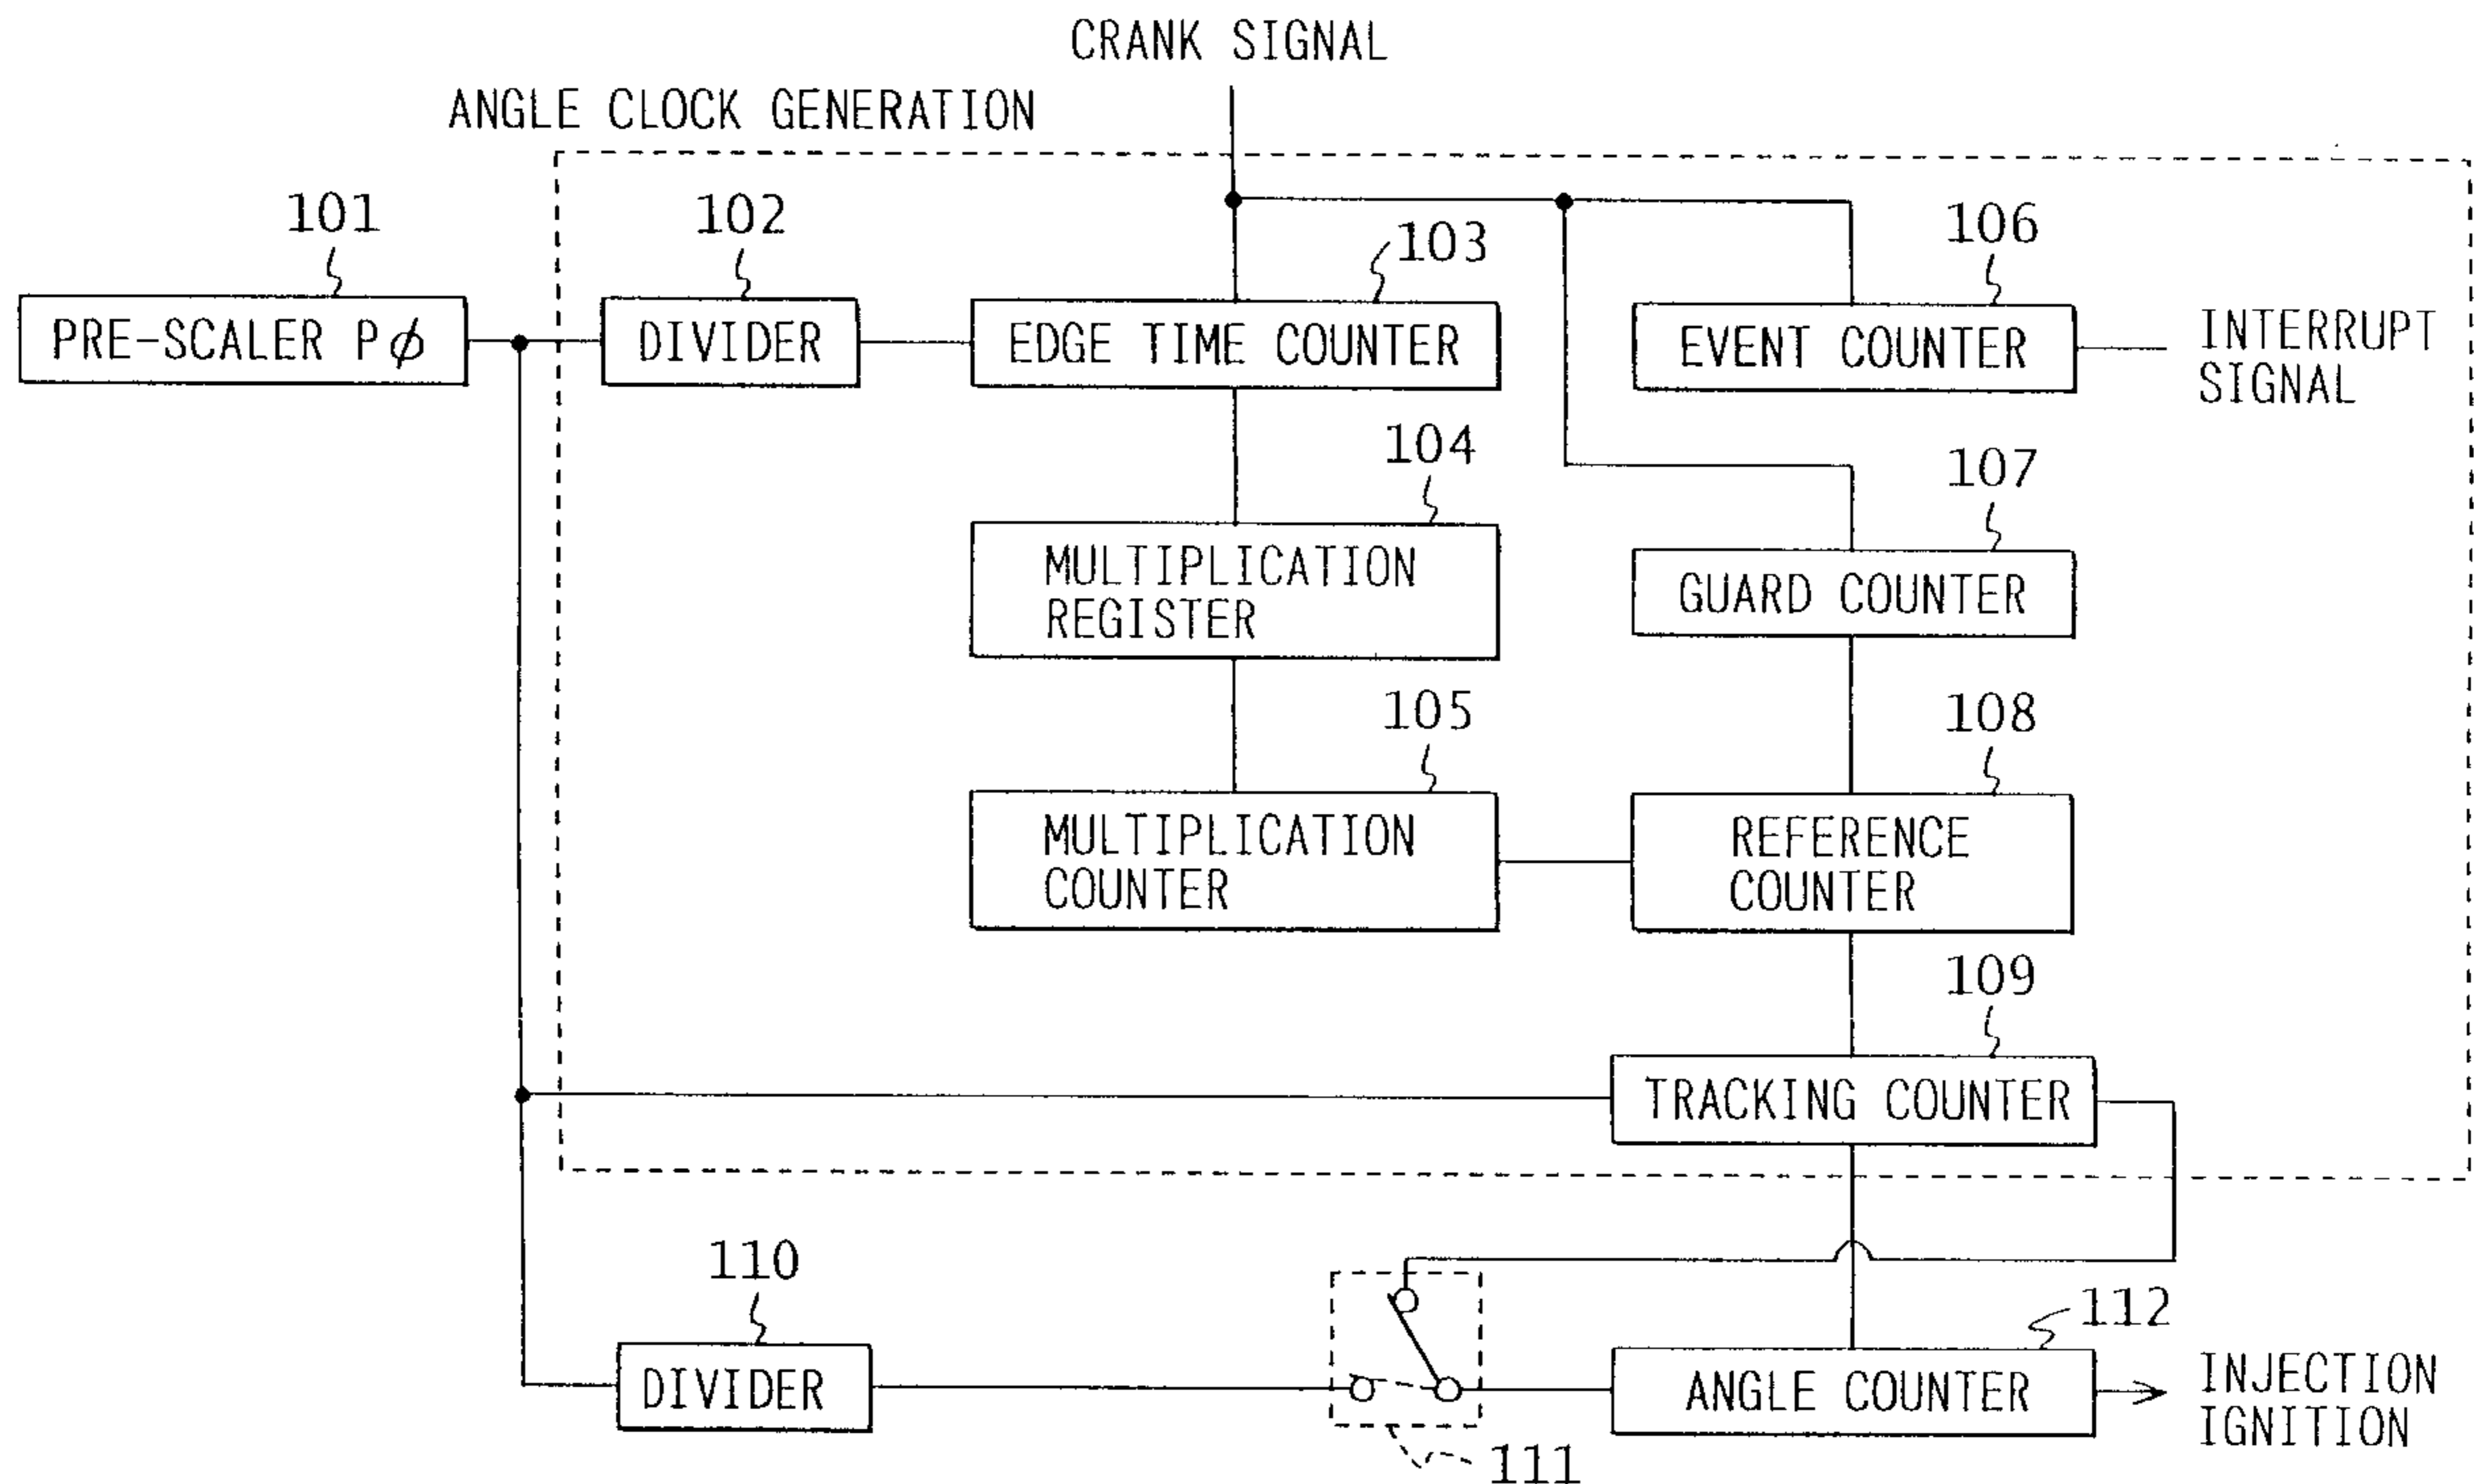 CRANK SIGNAL
ANGLE CLOCK GENERATION
101
102
103
106
PRE-SCALER Pϕ
DIVIDER
EDGE TIME COUNTER
EVENT COUNTER
INTERRUPT
SIGNAL
104
107
MULTIPLICATION
REGISTER
GUARD COUNTER
105
108
MULTIPLICATION
COUNTER
REFERENCE
COUNTER
109
TRACKING COUNTER
110
112
DIVIDER
ANGLE COUNTER
INJECTION
IGNITION
111